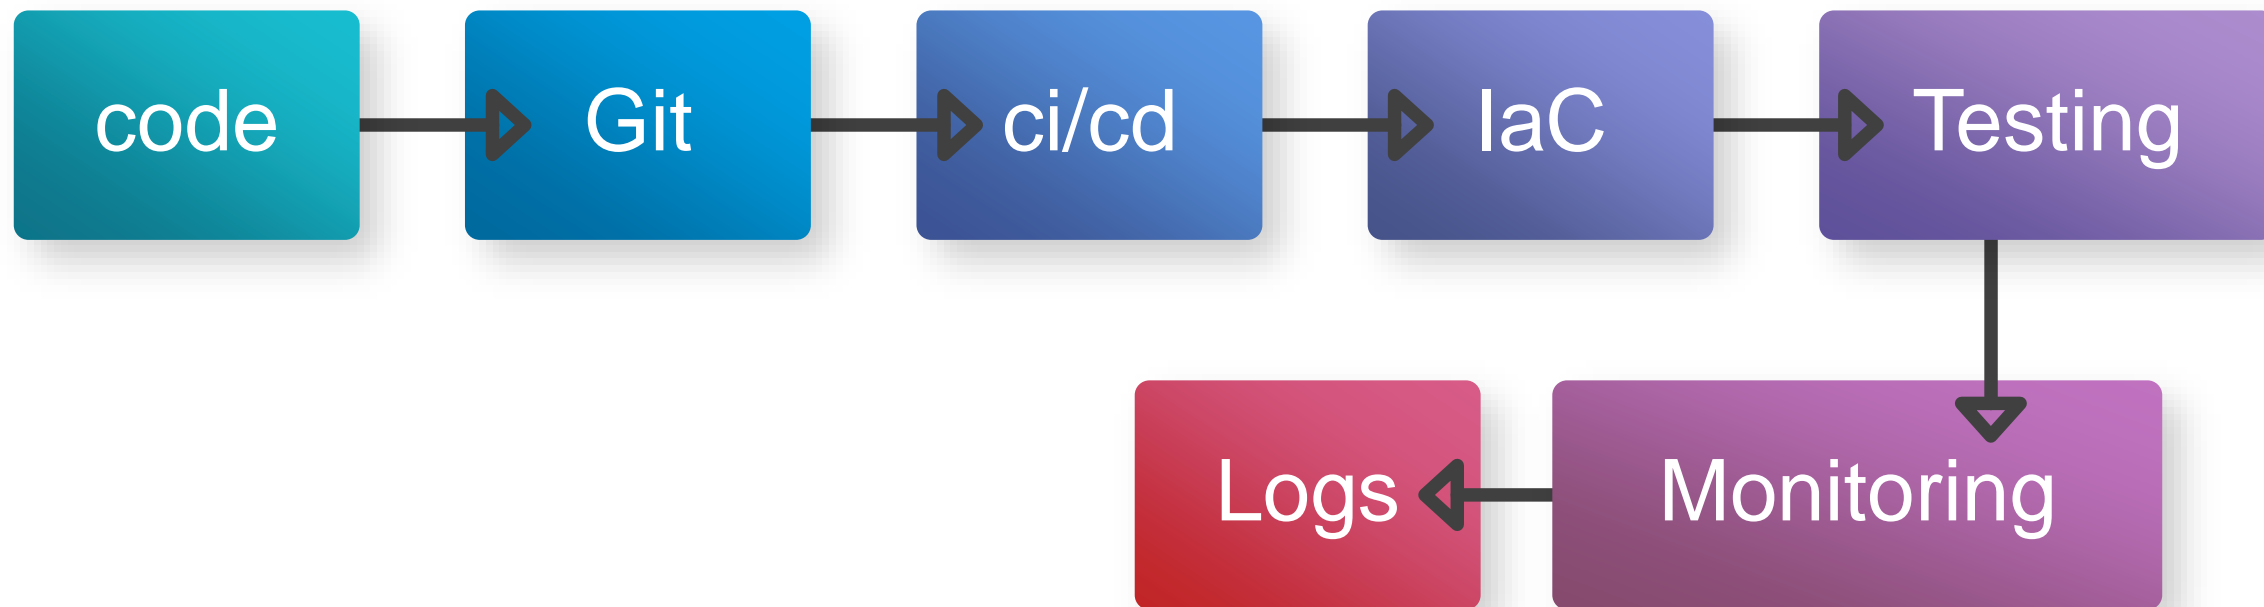 code
Git
ci/cd
IaC
Testing
Monitoring
Logs